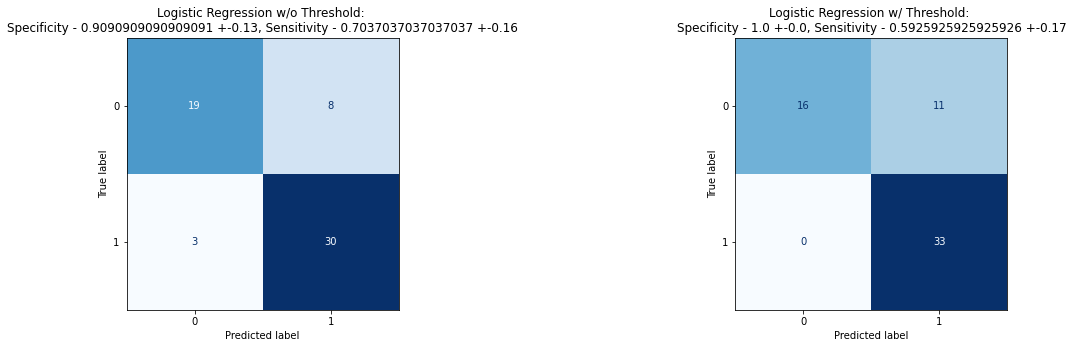 Logistic Regression w/o Threshold:
Specificity - 0.9090909090909091 +-0.13, Sensitivity - 0.7037037037037037 +-0.16
0
19
8
True label
1
3
30
0
1
Predicted label
Logistic Regression w/ Threshold:
Specificity - 1.0 +-0.0, Sensitivity - 0.5925925925925926 +-0.17
0
16
11
True label
1
0
33
0
1
Predicted label